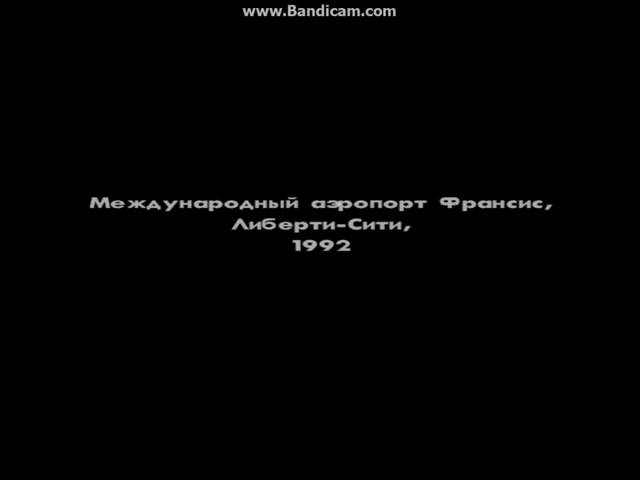 www.Bandicam.com
Международный аэропорт Франсис,
Либерти-Сити,
1992